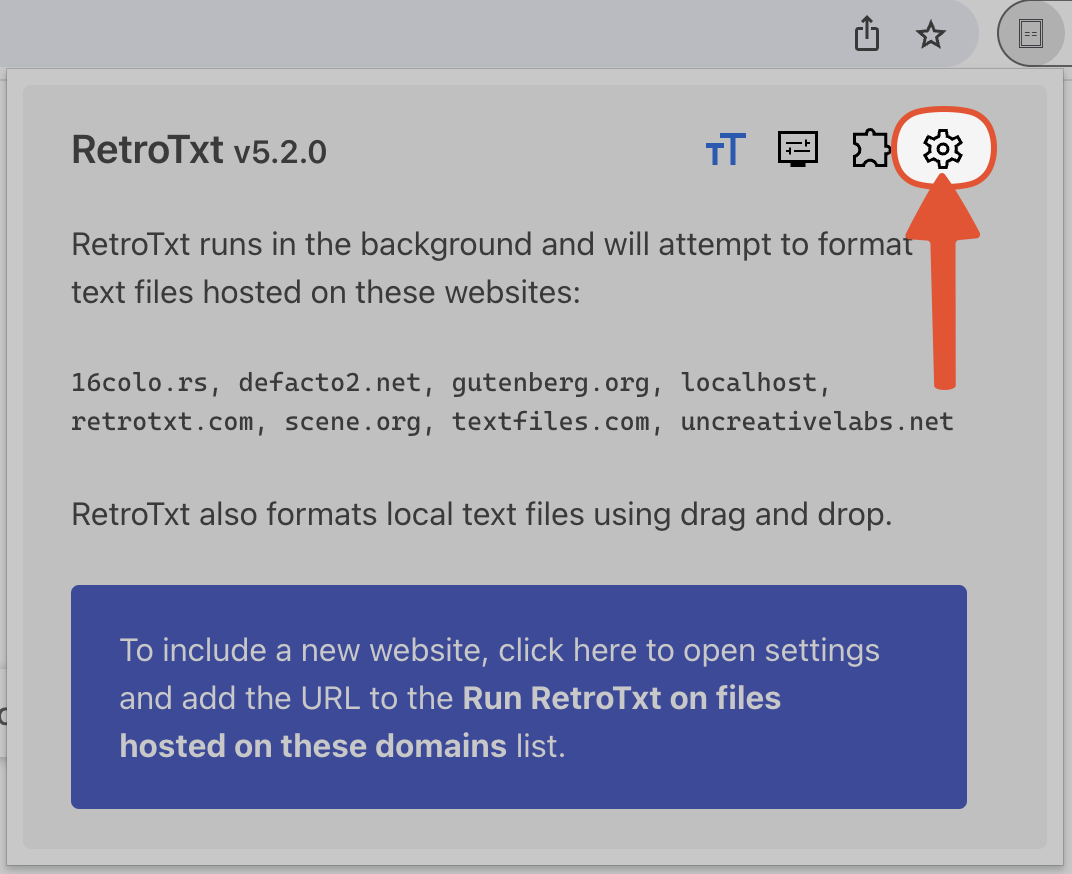 RetroTxt v5.2.0
RetroTxt runs in the background and will attempt to format
text files hosted on these websites:
16colo.rs, defacto2.net, gutenberg.org, localhost,
retrotxt.com, scene.org, textfiles.com, uncreativelabs.net
RetroTxt also formats local text files using drag and drop.
To include a new website, click here to open settings
and add the URL to the Run RetroTxt on files
hosted on these domains list.